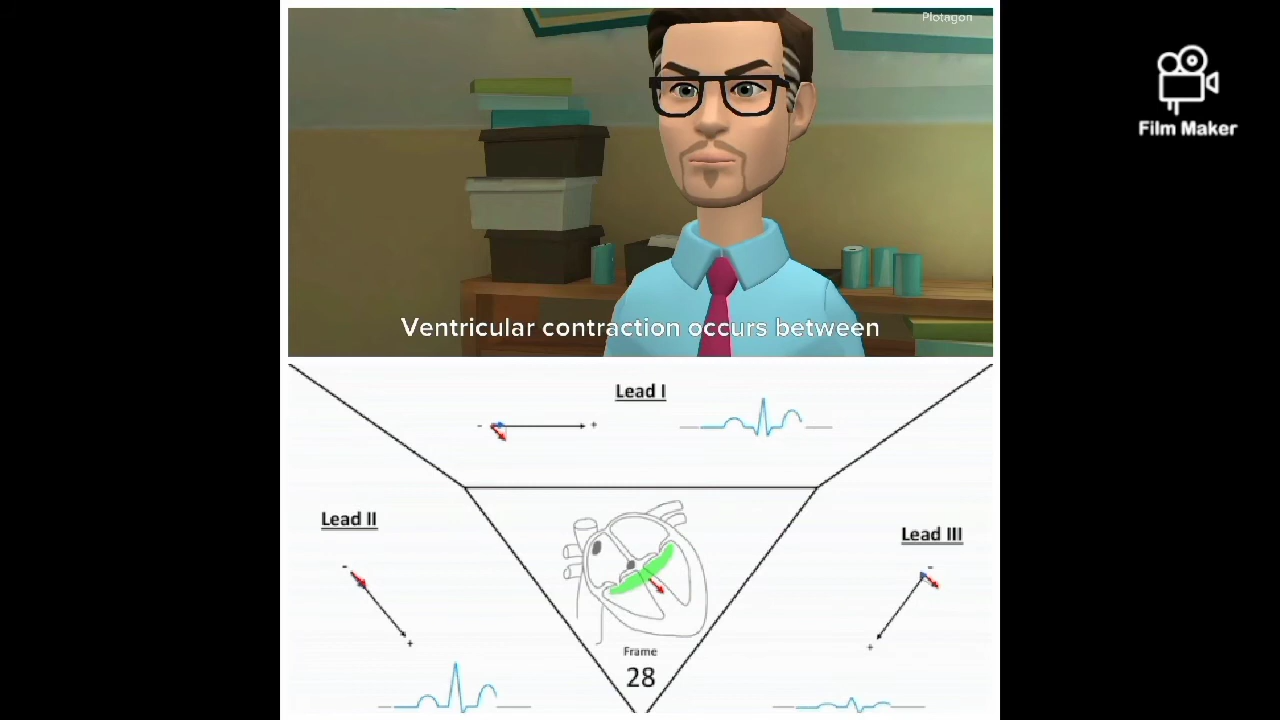 Plotagon
Film Maker
Ventricular contraction occurs between
Lead I
- +
Lead II
- +
Lead III
- +
Frame
28